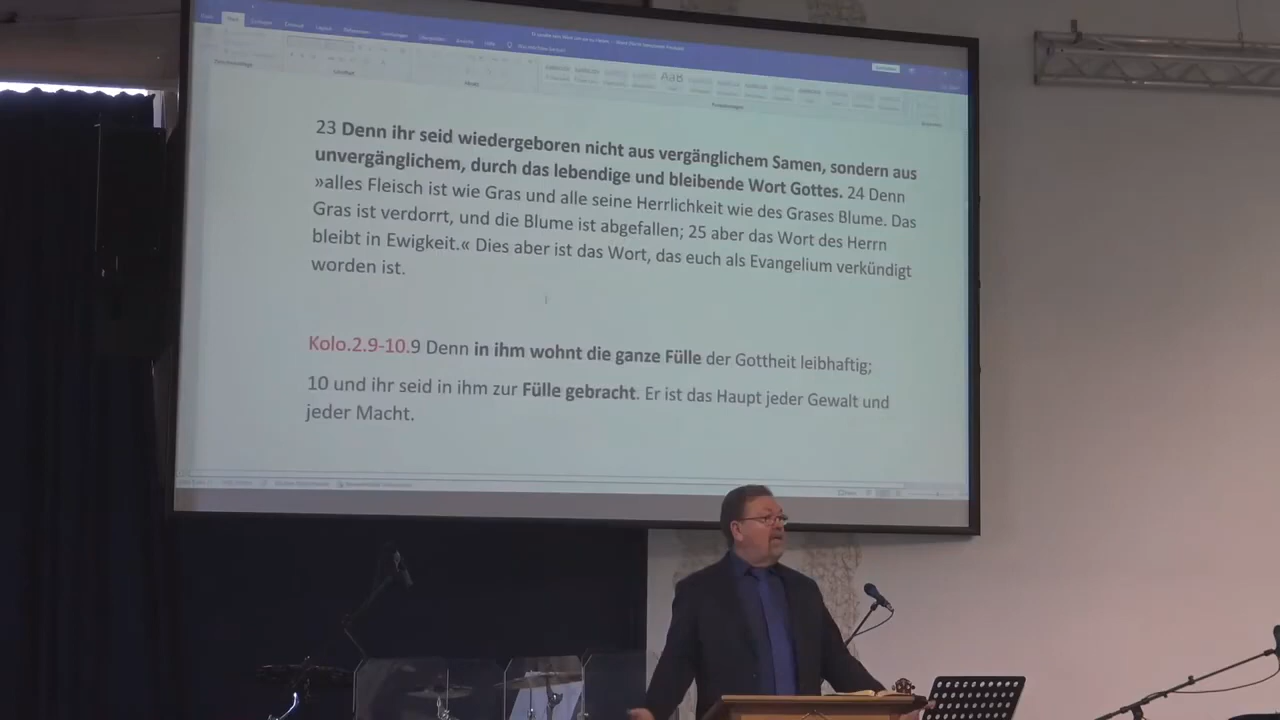 AaB
23 Denn ihr seid wiedergeboren nicht aus vergänglichem Samen, sondern aus
unvergänglichem, durch das lebendige und bleibende Wort Gottes. 24 Denn
»alles Fleisch ist wie Gras und alle seine Herrlichkeit wie des Grases Blume. Das
Gras ist verdorrt, und die Blume ist abgefallen; 25 aber das Wort des Herrn
bleibt in Ewigkeit.« Dies aber ist das Wort, das euch als Evangelium verkündigt
worden ist.
Kolo.2.9-10.9 Denn in ihm wohnt die ganze Fülle der Gottheit leibhaftig;
10 und ihr seid in ihm zur Fülle gebracht. Er ist das Haupt jeder Gewalt und
jeder Macht.